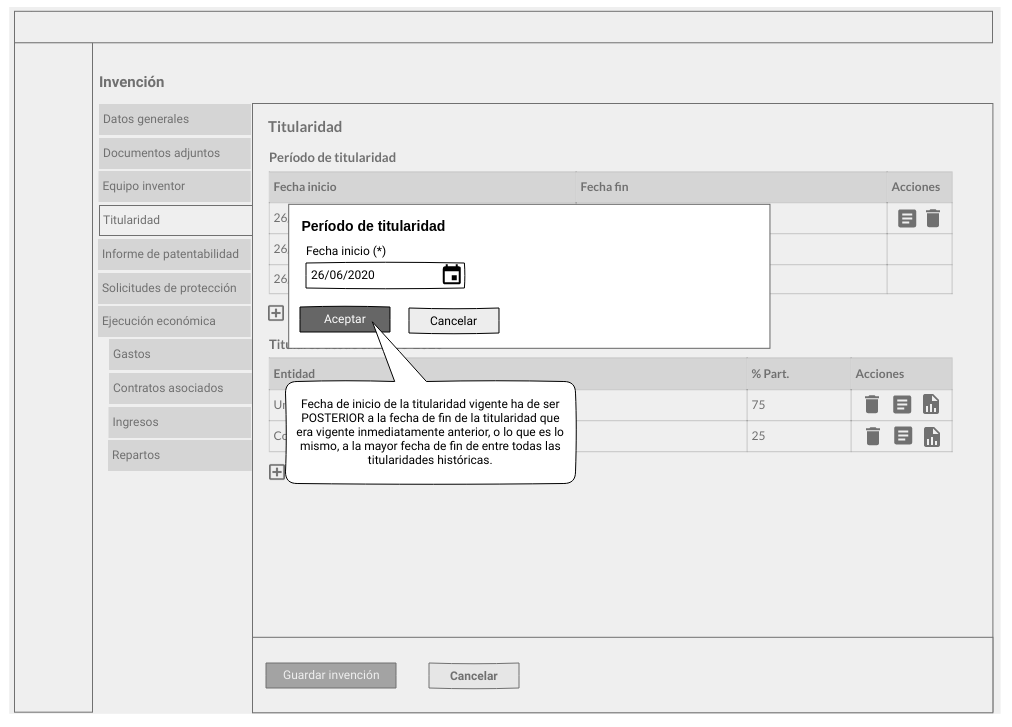 Invención
Datos generales
Documentos adjuntos
Equipo inventor
Titularidad
Informe de patentabilidad
Solicitudes de protección
Ejecución económica
Gastos
Contratos asociados
Ingresos
Repartos
Titularidad
Período de titularidad
Fecha inicio Fecha fin Acciones
26
26
26
Período de titularidad
Fecha inicio (*)
26/06/2020
Aceptar Cancelar
Entidad % Part. Acciones
75
25
Fecha de inicio de la titularidad vigente ha de ser
POSTERIOR a la fecha de fin de la titularidad que
era vigente inmediatamente anterior, o lo que es lo
mismo, a la mayor fecha de fin de entre todas las
titularidades históricas.
Guardar invención Cancelar